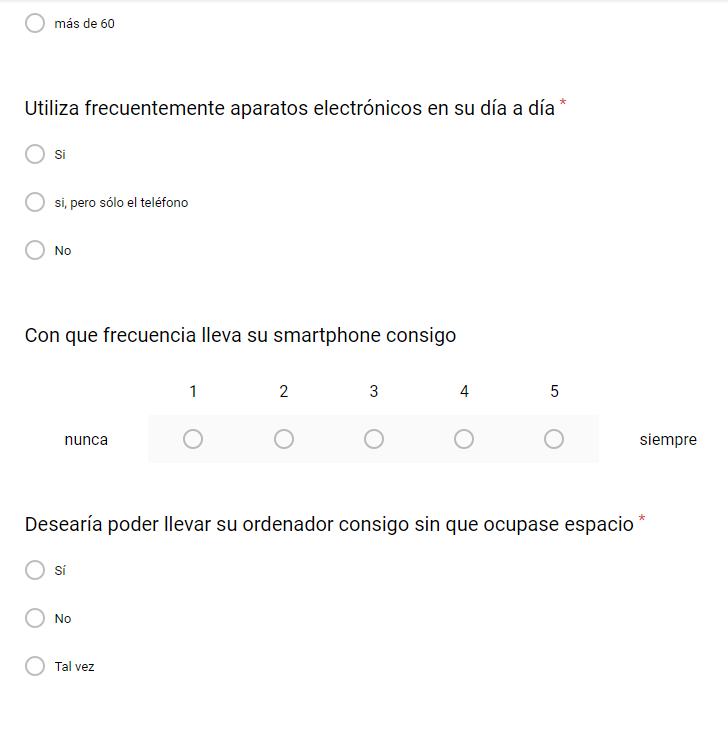 más de 60
Utiliza frecuentemente aparatos electrónicos en su día a día *
Si
si, pero sólo el teléfono
No
Con que frecuencia lleva su smartphone consigo
1 2 3 4 5
nunca siempre
Desearía poder llevar su ordenador consigo sin que ocupase espacio *
Sí
No
Tal vez